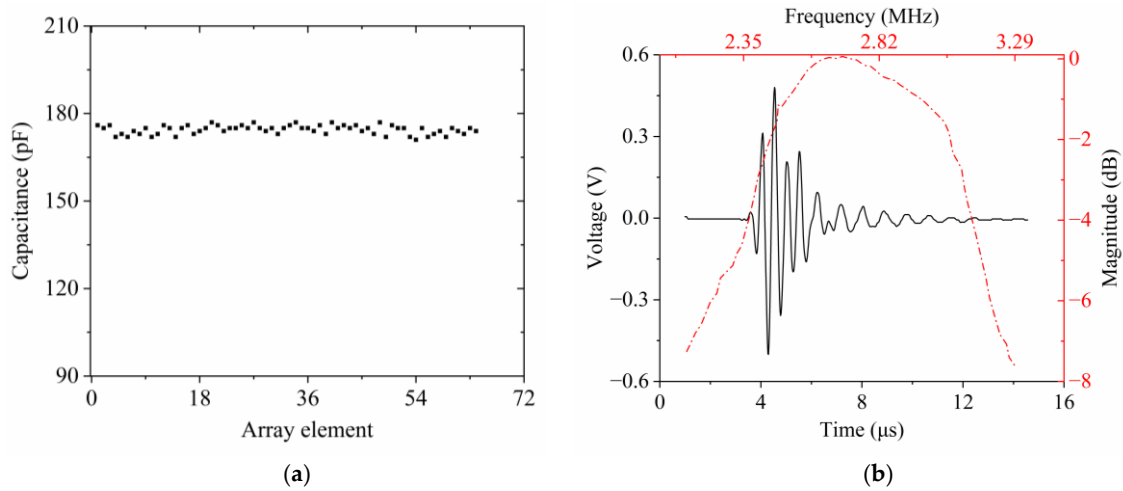 210
180
150
120
90
Capacitance (pF)
0 18 36 54 72
Array element
(a)
Frequency (MHz)
2.35 2.82 3.29
0.6
0.3
0.0
−0.3
−0.6
Voltage (V)
0
−2
−4
−6
−8
Magnitude (dB)
0 4 8 12 16
Time (μs)
(b)